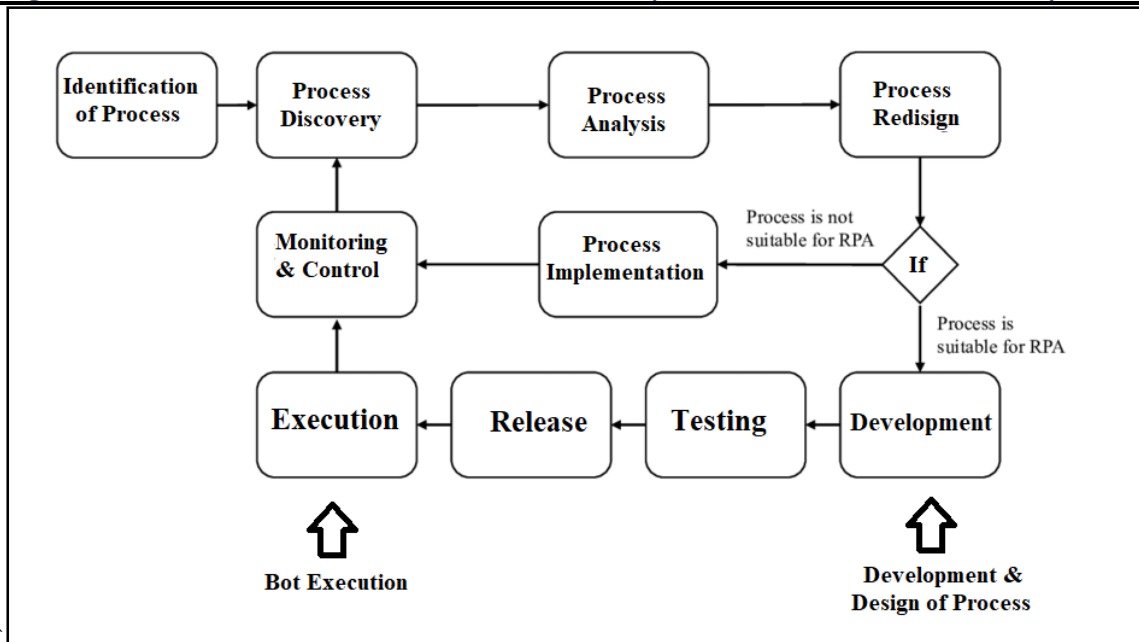 Identification
of Process
Process
Discovery
Process
Analysis
Process
Redisign
Monitoring
& Control
Process
Implementation
Process is not
suitable for RPA
If
Process is
suitable for RPA
Execution
Release
Testing
Development
Bot Execution
Development &
Design of Process